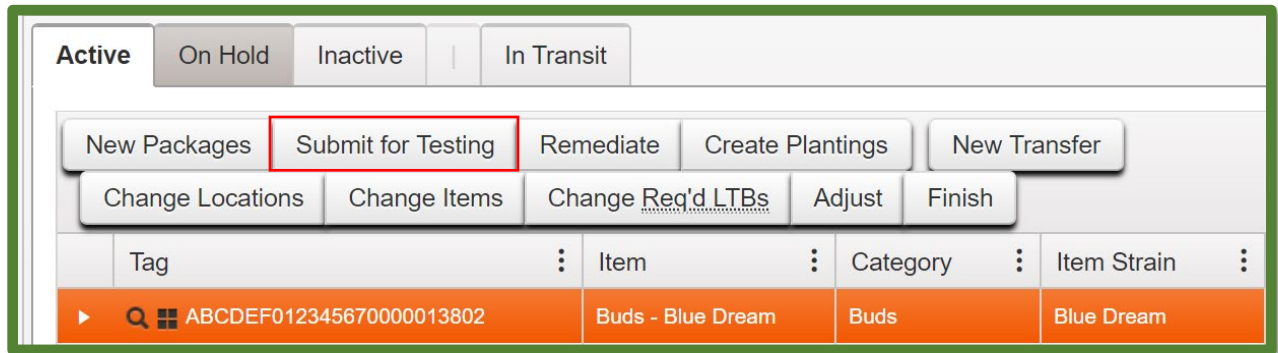 Active On Hold Inactive | In Transit
New Packages Submit for Testing Remediate Create Plantings New Transfer
Change Locations Change Items Change Req'd LTBs Adjust Finish
Tag Item Category Item Strain
ABCDEF012345670000013802 Buds - Blue Dream Buds Blue Dream